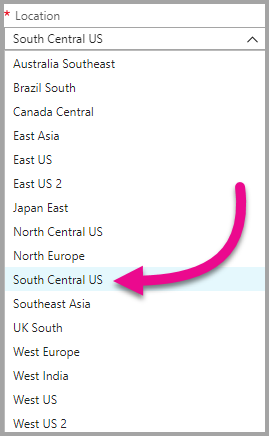 * Location
South Central US
Australia Southeast
Brazil South
Canada Central
East Asia
East US
East US 2
Japan East
North Central US
North Europe
South Central US
Southeast Asia
UK South
West Europe
West India
West US
West US 2